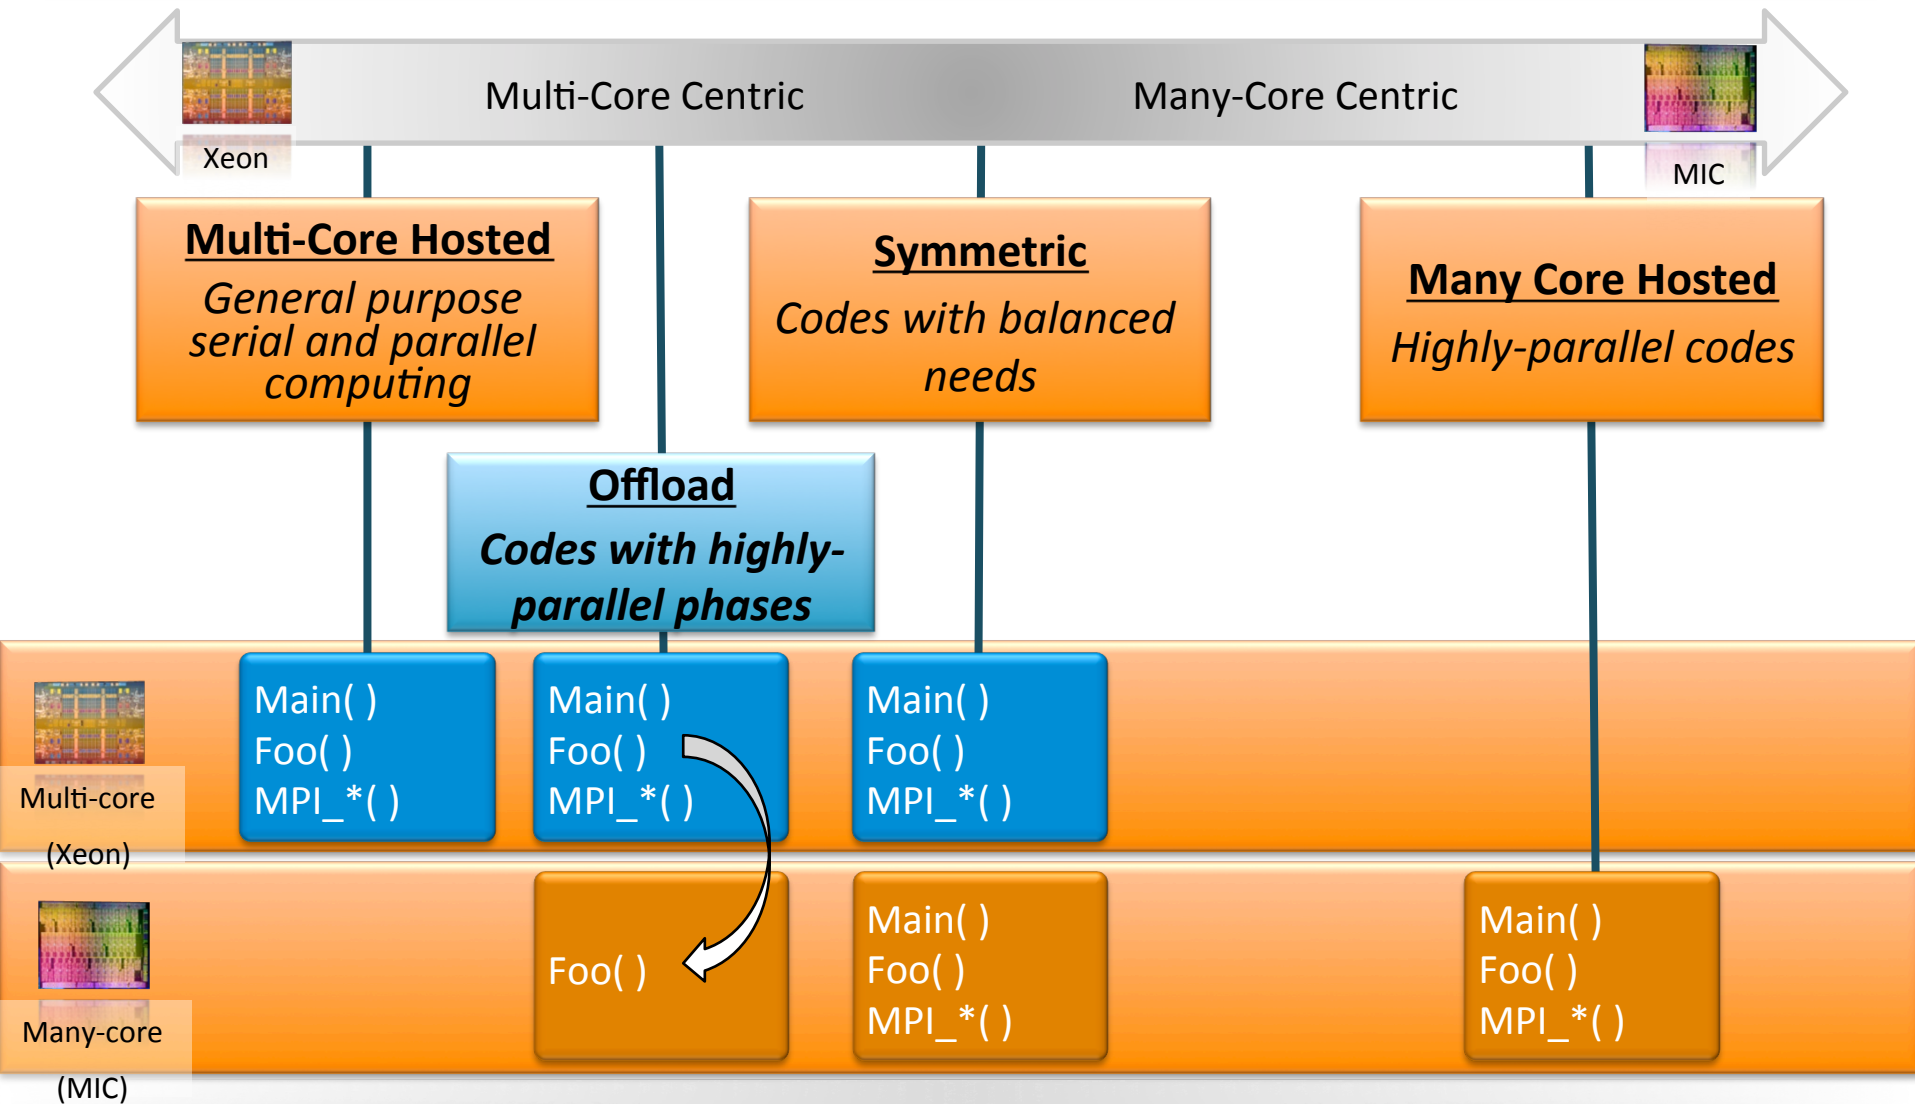 Multi-Core Centric
Many-Core Centric
Xeon
MIC
Multi-Core Hosted
General purpose
serial and parallel
computing
Symmetric
Codes with balanced
needs
Many Core Hosted
Highly-parallel codes
Offload
Codes with highly-
parallel phases
Multi-core
(Xeon)
Main( )
Foo( )
MPI_*( )
Main( )
Foo( )
MPI_*( )
Main( )
Foo( )
MPI_*( )
Many-core
(MIC)
Foo( )
Main( )
Foo( )
MPI_*( )
Main( )
Foo( )
MPI_*( )